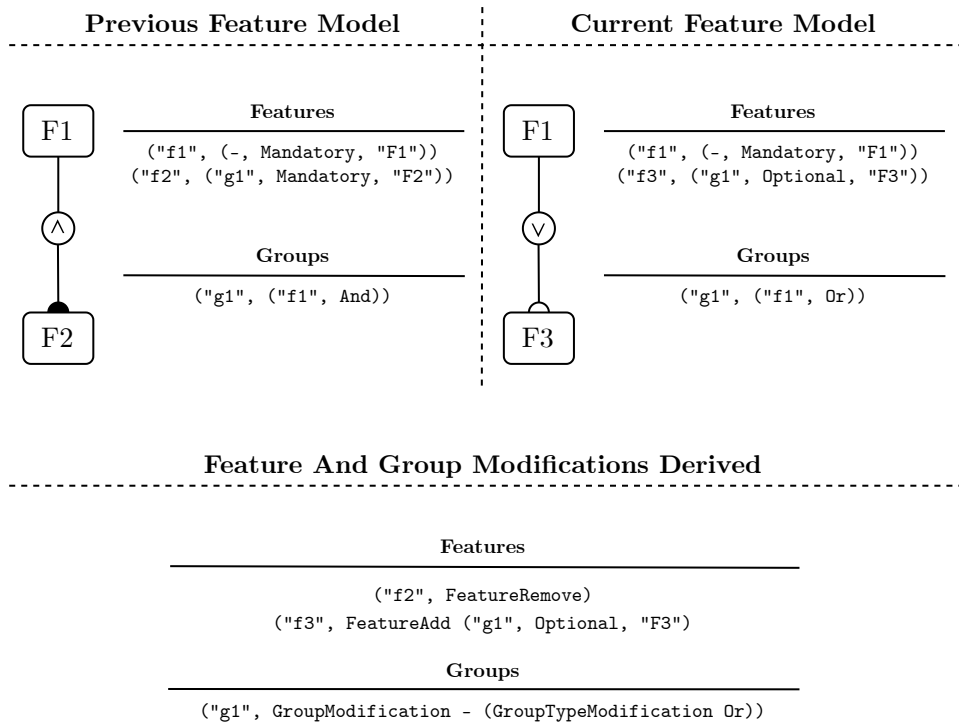 Previous Feature Model
F1
Features
("f1", (-, Mandatory, "F1"))
("f2", ("g1", Mandatory, "F2"))
∧
Groups
("g1", ("f1", And))
F2
Current Feature Model
F1
Features
("f1", (-, Mandatory, "F1"))
("f3", ("g1", Optional, "F3"))
∨
Groups
("g1", ("f1", Or))
F3
Feature And Group Modifications Derived
Features
("f2", FeatureRemove)
("f3", FeatureAdd ("g1", Optional, "F3")
Groups
("g1", GroupModification - (GroupTypeModification Or))